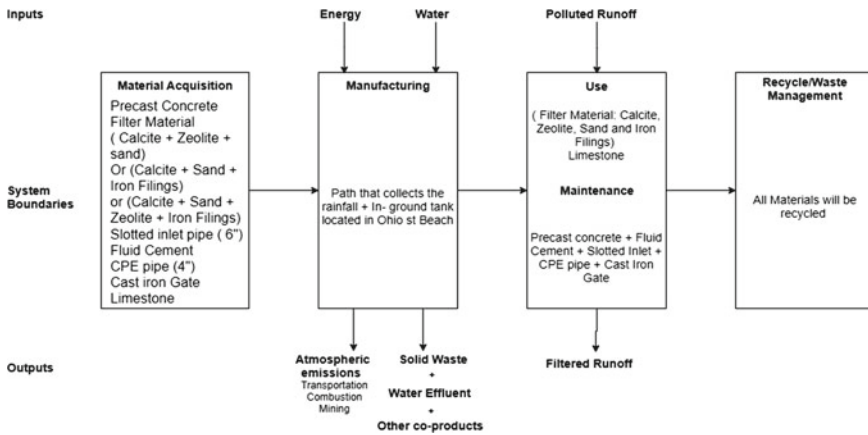 Inputs
Energy
Water
Polluted Runoff
System
Boundaries
Material Acquisition
Precast Concrete
Filter Material
( Calcite + Zeolite +
sand)
Or (Calcite + Sand +
Iron Filings)
or (Calcite + Sand +
Zeolite + Iron Filings)
Slotted inlet pipe ( 6")
Fluid Cement
CPE pipe (4")
Cast iron Gate
Limestone
Manufacturing
Path that collects the
rainfall + In- ground tank
located in Ohio st Beach
Use
( Filter Material: Calcite,
Zeolite, Sand and Iron
Filings)
Limestone
Maintenance
Precast concrete + Fluid
Cement + Slotted Inlet +
CPE pipe + Cast Iron
Gate
Recycle/Waste
Management
All Materials will be
recycled
Outputs
Atmospheric
emissions
Transportation
Combustion
Mining
Solid Waste
+
Water Effluent
+
Other co-products
Filtered Runoff